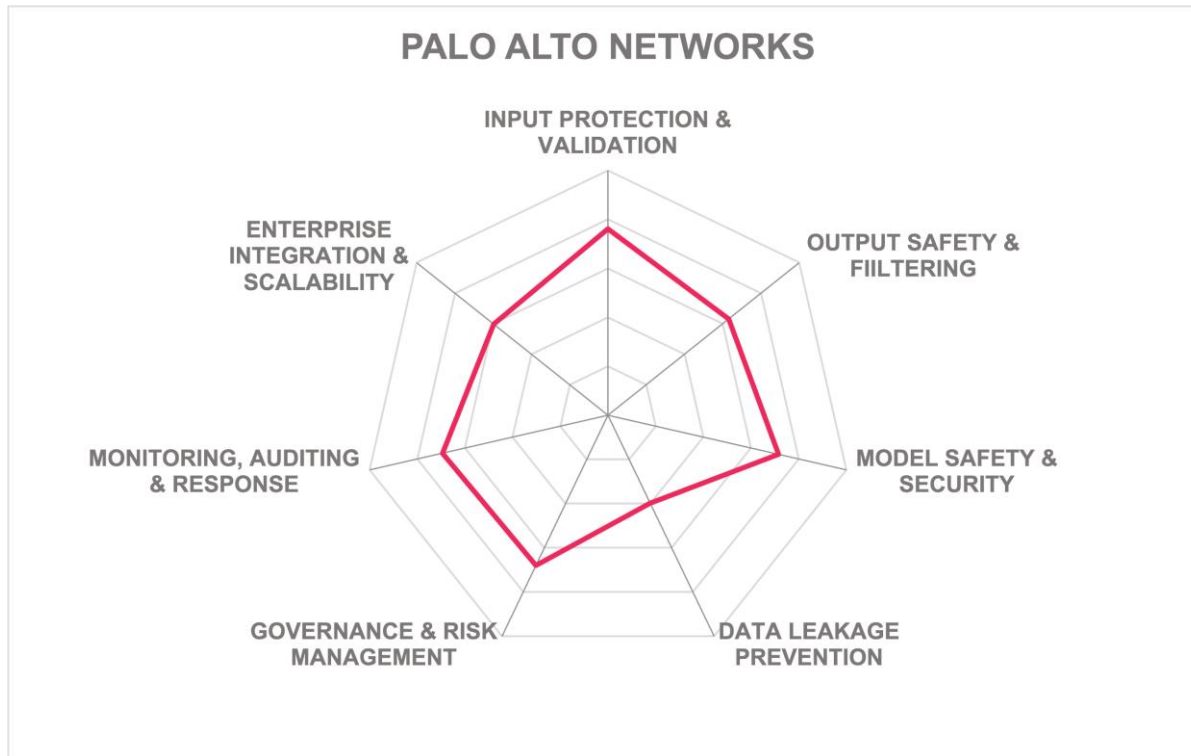 PALO ALTO NETWORKS
INPUT PROTECTION &
VALIDATION
OUTPUT SAFETY &
FIILTERING
MODEL SAFETY &
SECURITY
DATA LEAKAGE
PREVENTION
GOVERNANCE & RISK
MANAGEMENT
MONITORING, AUDITING
& RESPONSE
ENTERPRISE
INTEGRATION &
SCALABILITY